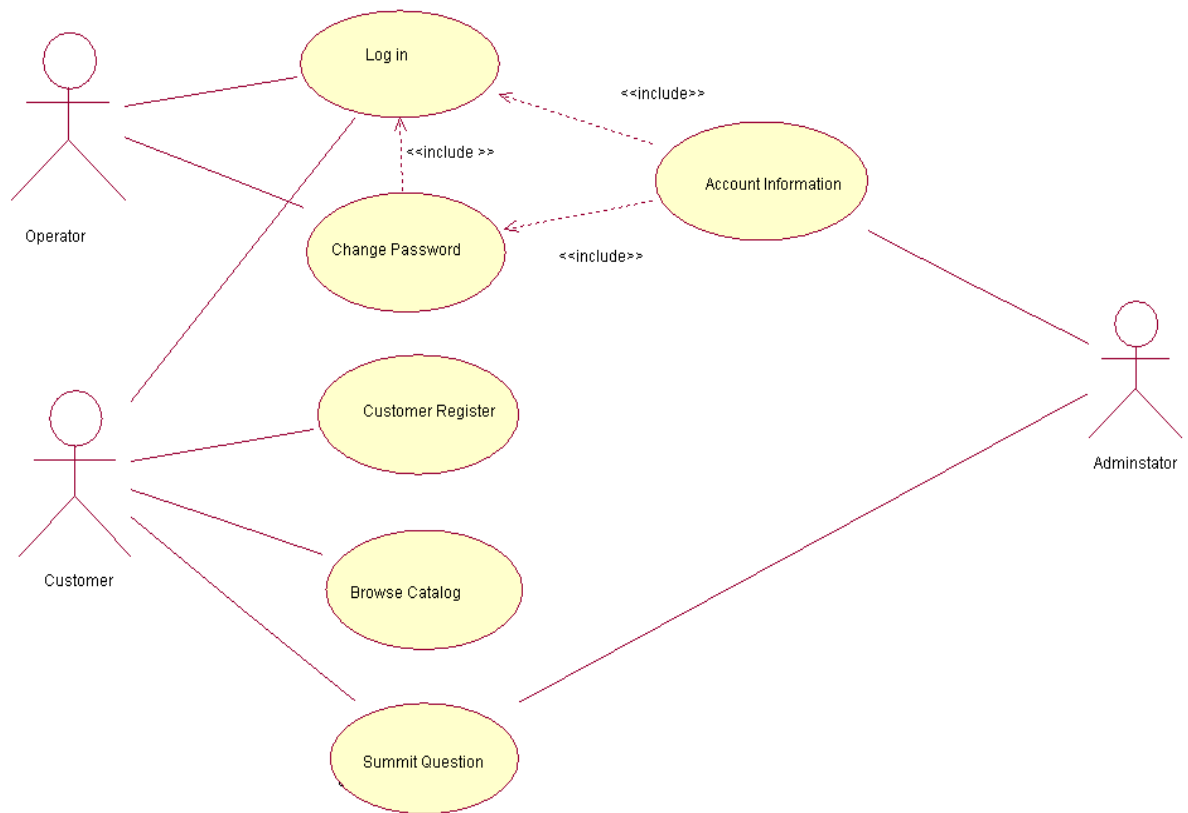 Log in
<<include>>
<<include >>
Account Information
Operator
Change Password
<<include>>
Customer Register
Adminstator
Customer
Browse Catalog
Summit Question